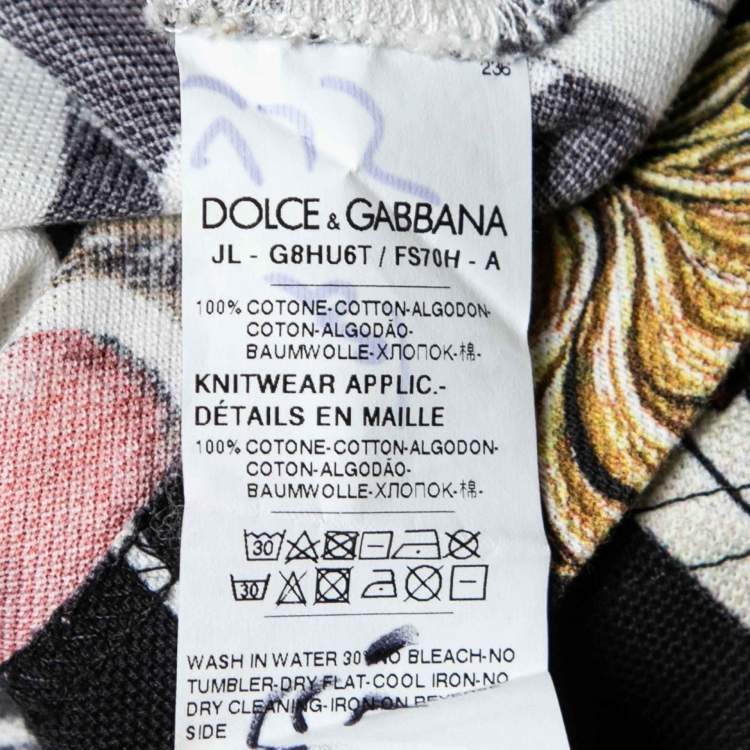 236
DOLCE & GABBANA
JL - G8HU6T / FS70H - A
100% COTONE-COTTON-ALGODON-
COTON-ALGODÃO-
BAUMWOLLE-ХЛОПОК-棉-
KNITWEAR APPLIC.-
DÉTAILS EN MAILLE
100% COTONE-COTTON-ALGODON-
COTON-ALGODÃO-
BAUMWOLLE-ХЛОПОК-棉-
30
30
WASH IN WATER 30° NO BLEACH-NO
TUMBLER-DRY FLAT-COOL IRON-NO
DRY CLEANING-IRON ON REVERSE
SIDE